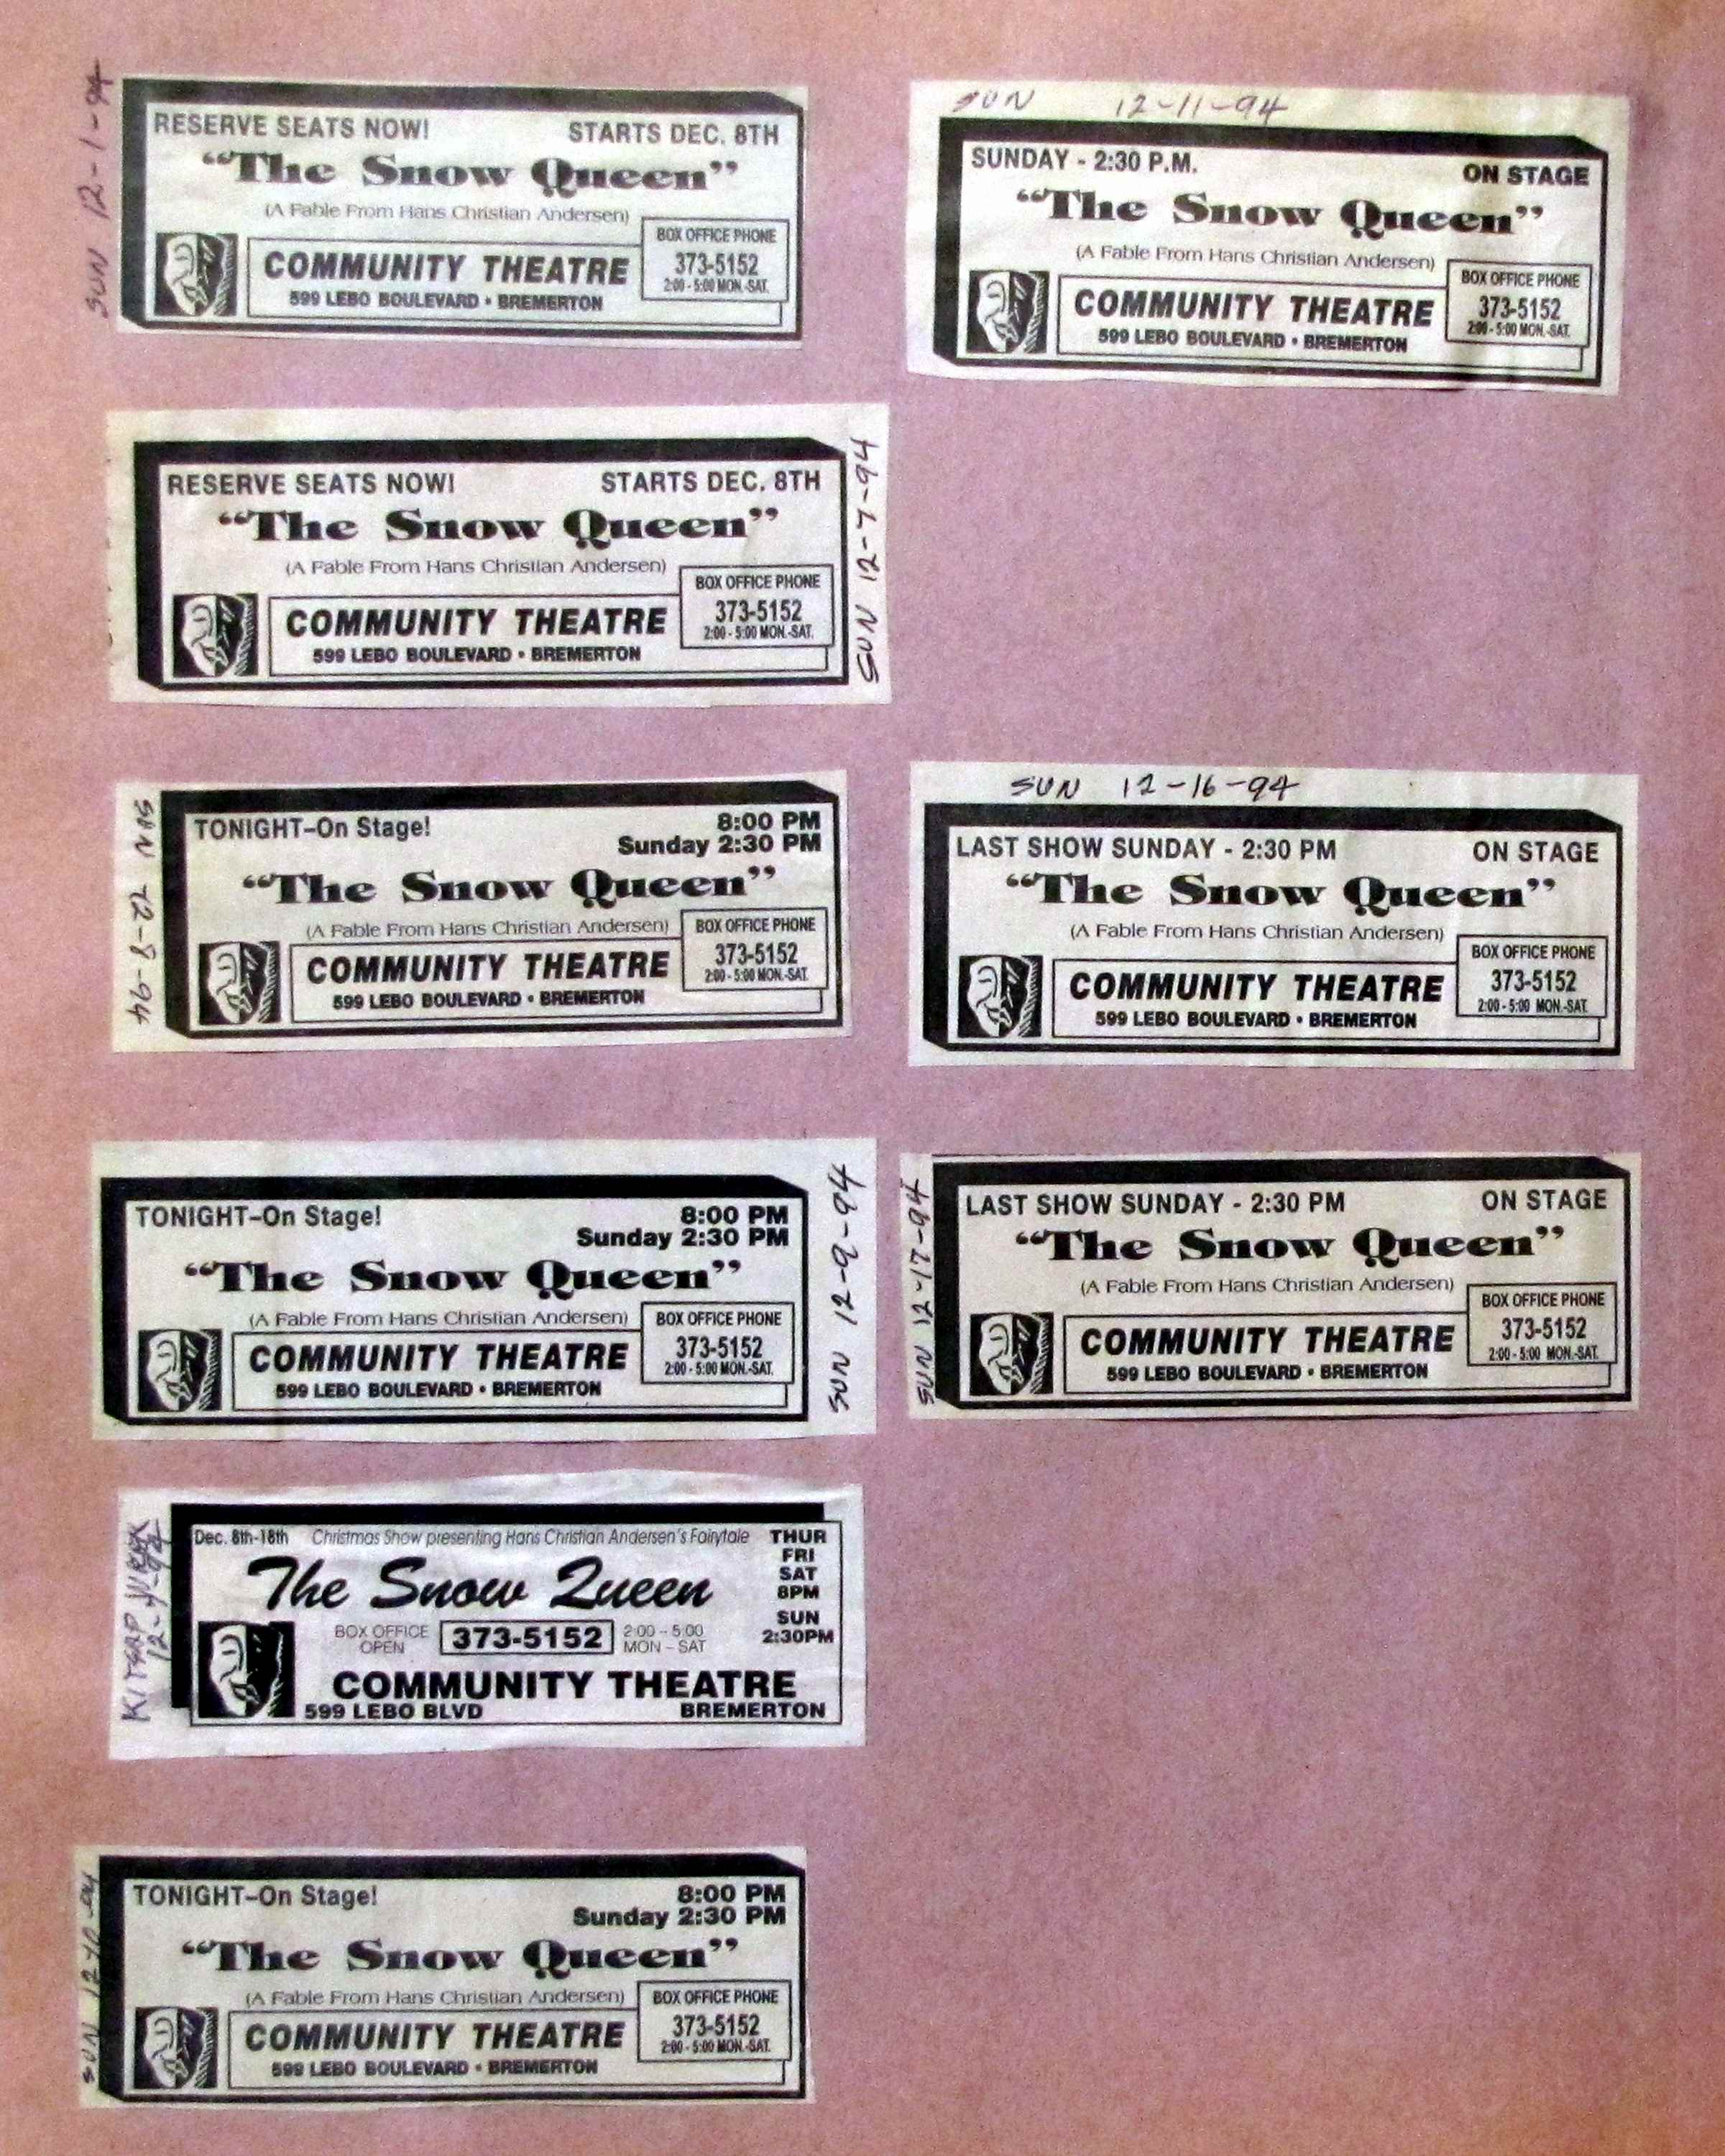 SUN 12-1-94
RESERVE SEATS NOW! STARTS DEC. 8TH
“The Snow Queen”
(A Fable From Hans Christian Andersen)
BOX OFFICE PHONE
373-5152
2:00 - 5:00 MON.-SAT.
COMMUNITY THEATRE
599 LEBO BOULEVARD • BREMERTON
SUN 12-7-94
RESERVE SEATS NOW! STARTS DEC. 8TH
“The Snow Queen”
(A Fable From Hans Christian Andersen)
BOX OFFICE PHONE
373-5152
2:00 - 5:00 MON.-SAT.
COMMUNITY THEATRE
599 LEBO BOULEVARD • BREMERTON
SUN 12-8-94
TONIGHT–On Stage! 8:00 PM
Sunday 2:30 PM
“The Snow Queen”
(A Fable From Hans Christian Andersen)
BOX OFFICE PHONE
373-5152
2:00 - 5:00 MON.-SAT.
COMMUNITY THEATRE
599 LEBO BOULEVARD • BREMERTON
SUN 12-9-94
TONIGHT–On Stage! 8:00 PM
Sunday 2:30 PM
“The Snow Queen”
(A Fable From Hans Christian Andersen)
BOX OFFICE PHONE
373-5152
2:00 - 5:00 MON.-SAT.
COMMUNITY THEATRE
599 LEBO BOULEVARD • BREMERTON
KITSAP WEEK
Dec. 8th-18th Christmas Show presenting Hans Christian Andersen's Fairytale
The Snow Queen
THUR
FRI
SAT
8PM
SUN
2:30PM
BOX OFFICE
OPEN
373-5152
2:00 – 5:00
MON – SAT
COMMUNITY THEATRE
599 LEBO BLVD BREMERTON
SUN 12-10-94
TONIGHT–On Stage! 8:00 PM
Sunday 2:30 PM
“The Snow Queen”
(A Fable From Hans Christian Andersen)
BOX OFFICE PHONE
373-5152
2:00 - 5:00 MON.-SAT.
COMMUNITY THEATRE
599 LEBO BOULEVARD • BREMERTON
SUN 12-11-94
SUNDAY - 2:30 P.M. ON STAGE
“The Snow Queen”
(A Fable From Hans Christian Andersen)
BOX OFFICE PHONE
373-5152
2:00 - 5:00 MON.-SAT.
COMMUNITY THEATRE
599 LEBO BOULEVARD • BREMERTON
SUN 12-16-94
LAST SHOW SUNDAY - 2:30 PM ON STAGE
“The Snow Queen”
(A Fable From Hans Christian Andersen)
BOX OFFICE PHONE
373-5152
2:00 - 5:00 MON.-SAT.
COMMUNITY THEATRE
599 LEBO BOULEVARD • BREMERTON
SUN 12-17-94
LAST SHOW SUNDAY - 2:30 PM ON STAGE
“The Snow Queen”
(A Fable From Hans Christian Andersen)
BOX OFFICE PHONE
373-5152
2:00 - 5:00 MON.-SAT.
COMMUNITY THEATRE
599 LEBO BOULEVARD • BREMERTON